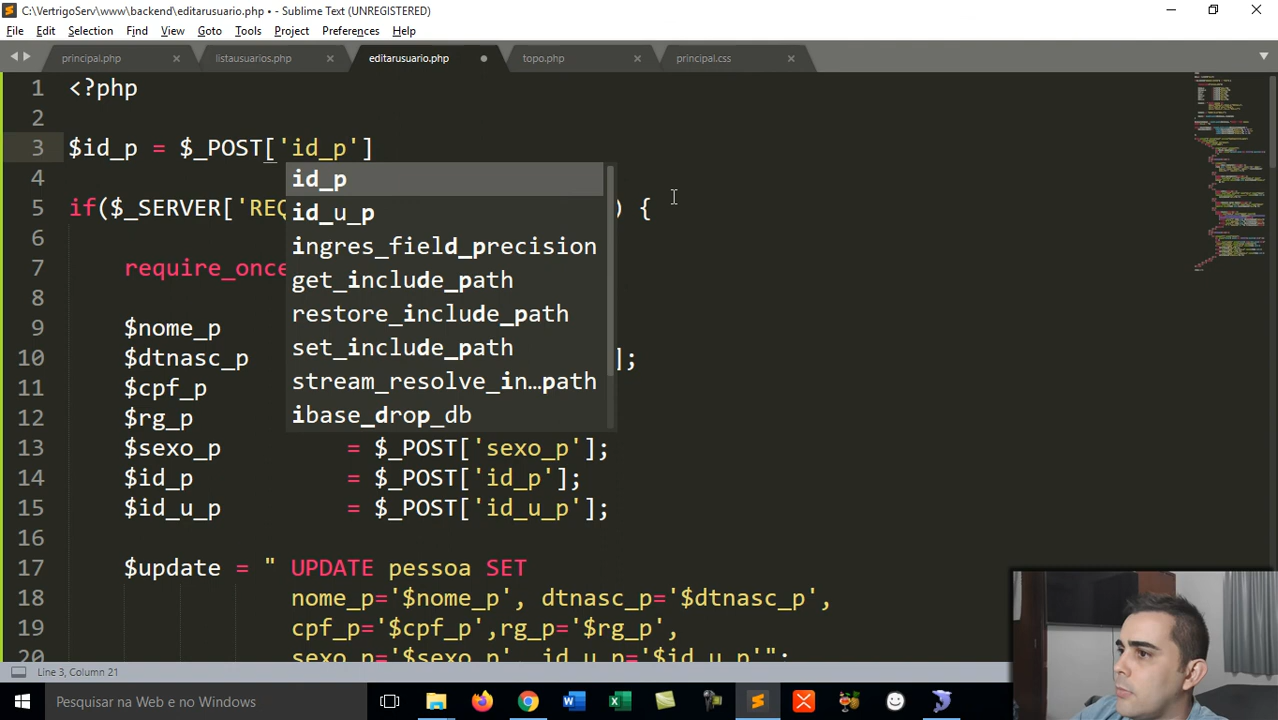 C:\VertrigoServ\www\backend\editarusuario.php • - Sublime Text (UNREGISTERED)
File Edit Selection Find View Goto Tools Project Preferences Help
principal.php listausuarios.php editarusuario.php topo.php principal.css
1 <?php
2
3 $id_p = $_POST['id_p']
4 id_p
5 if($_SERVER['REQ id_u_p ) {
6 ingres_field_precision
7 require_once get_include_path
8 restore_include_path
9 $nome_p
set_include_path
10 $dtnasc_p ];
11 $cpf_p stream_resolve_in…path
12 $rg_p ibase_drop_db
13 $sexo_p = $_POST['sexo_p'];
14 $id_p = $_POST['id_p'];
15 $id_u_p = $_POST['id_u_p'];
16
17 $update = " UPDATE pessoa SET
18 nome_p='$nome_p', dtnasc_p='$dtnasc_p',
19 cpf_p='$cpf_p',rg_p='$rg_p',
20 sexo_p='$sexo_p', id_u_p='$id_u_p'";
Line 3, Column 21
Pesquisar na Web e no Windows